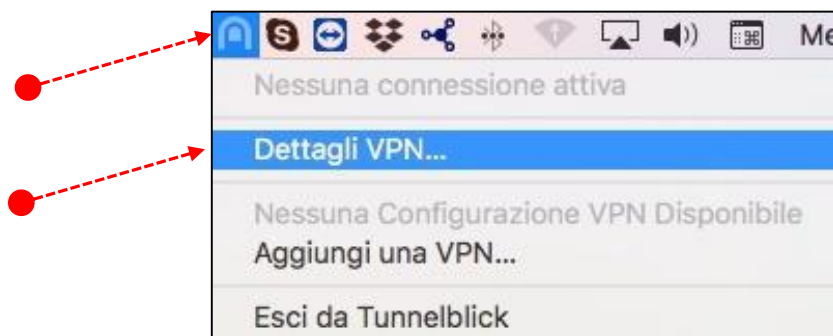 Me
Nessuna connessione attiva
Dettagli VPN...
Nessuna Configurazione VPN Disponibile
Aggiungi una VPN...
Esci da Tunnelblick